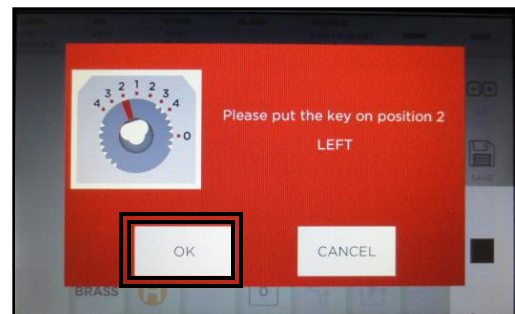 4 3 2 1 2 3 4
0
Please put the key on position 2
LEFT
OK
CANCEL
SAVE
BRASS
0